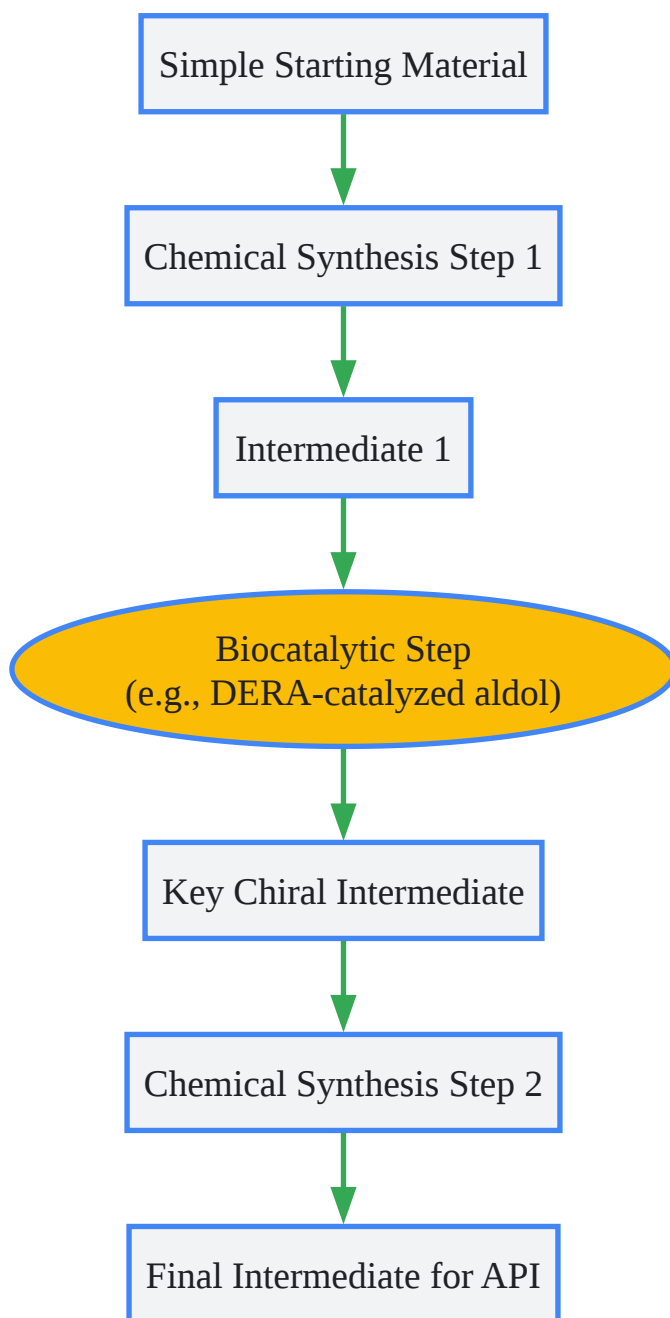 Simple Starting Material
Chemical Synthesis Step 1
Intermediate 1
Biocatalytic Step
(e.g., DERA-catalyzed aldol)
Key Chiral Intermediate
Chemical Synthesis Step 2
Final Intermediate for API